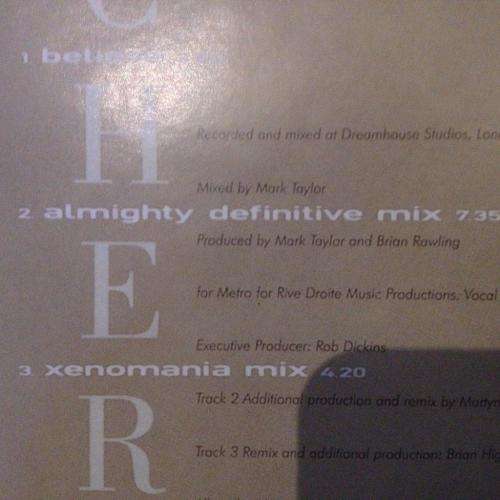 C
1 believe
H
Recorded and mixed at Dreamhouse Studios,
Mixed by Mark Taylor
2 almighty definitive mix 7.35
Produced by Mark Taylor and Brian Rawling
E
for Metro for Rive Droite Music Productions. Vocal
Executive Producer: Rob Dickins
3 xenomania mix 4.20
Track 2 Additional production and remix by
R
Track 3 Remix and additional production: Brian